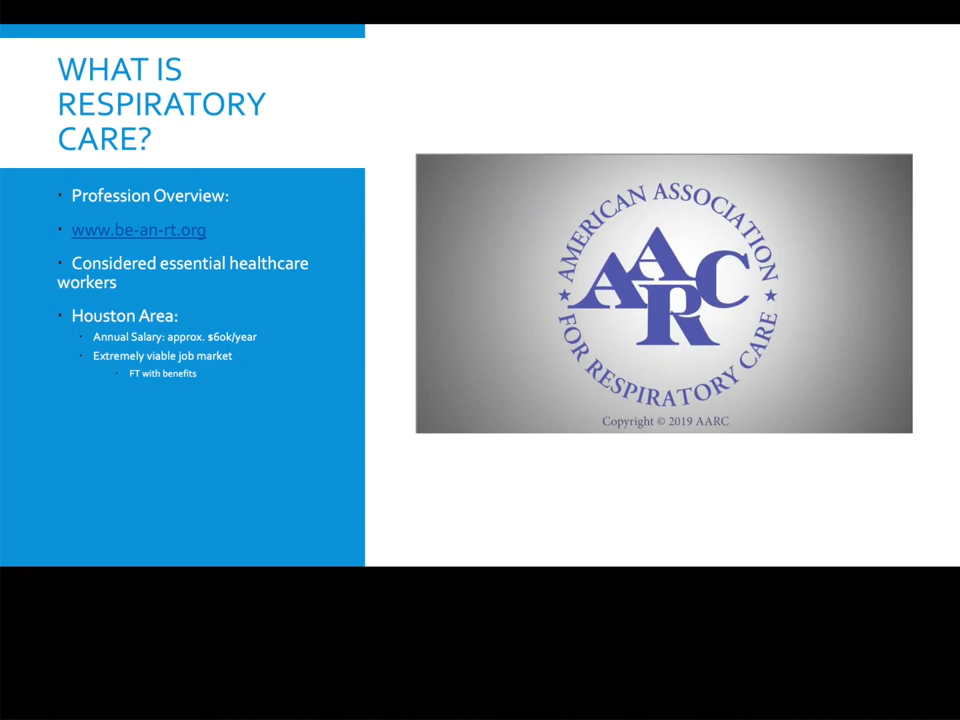 WHAT IS
RESPIRATORY
CARE?
· Profession Overview:
· www.be-an-rt.org
· Considered essential healthcare
workers
· Houston Area:
· Annual Salary: approx. $60k/year
· Extremely viable job market
· FT with benefits
AMERICAN ASSOCIATION
AARC
★ FOR RESPIRATORY CARE ★
Copyright © 2019 AARC